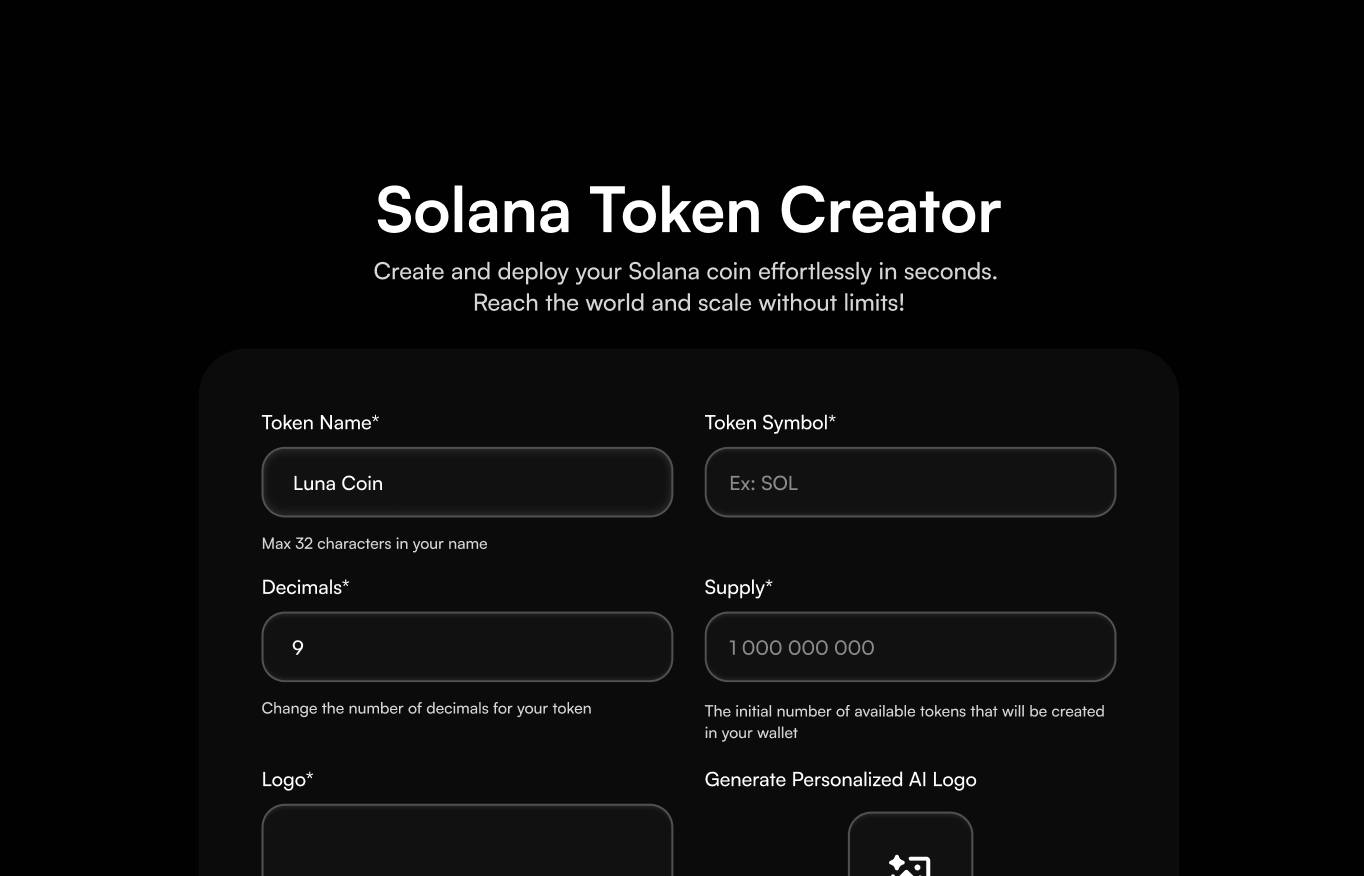 Solana Token Creator
Create and deploy your Solana coin effortlessly in seconds.
Reach the world and scale without limits!
Token Name*
Token Symbol*
Luna Coin
Ex: SOL
Max 32 characters in your name
Decimals*
Supply*
9
1 000 000 000
Change the number of decimals for your token
The initial number of available tokens that will be created
in your wallet
Logo*
Generate Personalized AI Logo